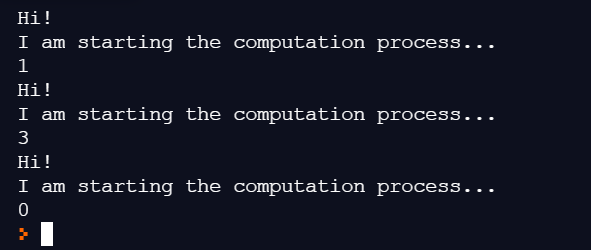 Hi!
I am starting the computation process...
1
Hi!
I am starting the computation process...
3
Hi!
I am starting the computation process...
0
>